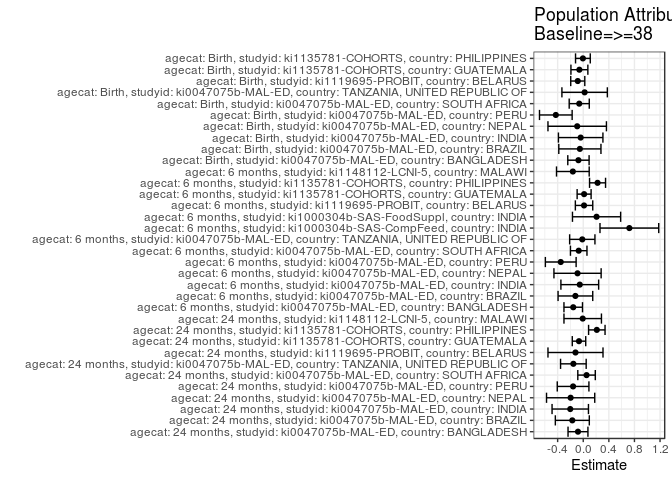 Population Attribu
Baseline=>=38
agecat: Birth, studyid: ki1135781-COHORTS, country: PHILIPPINES
agecat: Birth, studyid: ki1135781-COHORTS, country: GUATEMALA
agecat: Birth, studyid: ki1119695-PROBIT, country: BELARUS
agecat: Birth, studyid: ki0047075b-MAL-ED, country: TANZANIA, UNITED REPUBLIC OF
agecat: Birth, studyid: ki0047075b-MAL-ED, country: SOUTH AFRICA
agecat: Birth, studyid: ki0047075b-MAL-ED, country: PERU
agecat: Birth, studyid: ki0047075b-MAL-ED, country: NEPAL
agecat: Birth, studyid: ki0047075b-MAL-ED, country: INDIA
agecat: Birth, studyid: ki0047075b-MAL-ED, country: BRAZIL
agecat: Birth, studyid: ki0047075b-MAL-ED, country: BANGLADESH
agecat: 6 months, studyid: ki1148112-LCNI-5, country: MALAWI
agecat: 6 months, studyid: ki1135781-COHORTS, country: PHILIPPINES
agecat: 6 months, studyid: ki1135781-COHORTS, country: GUATEMALA
agecat: 6 months, studyid: ki1119695-PROBIT, country: BELARUS
agecat: 6 months, studyid: ki1000304b-SAS-FoodSuppl, country: INDIA
agecat: 6 months, studyid: ki1000304b-SAS-CompFeed, country: INDIA
agecat: 6 months, studyid: ki0047075b-MAL-ED, country: TANZANIA, UNITED REPUBLIC OF
agecat: 6 months, studyid: ki0047075b-MAL-ED, country: SOUTH AFRICA
agecat: 6 months, studyid: ki0047075b-MAL-ED, country: PERU
agecat: 6 months, studyid: ki0047075b-MAL-ED, country: NEPAL
agecat: 6 months, studyid: ki0047075b-MAL-ED, country: INDIA
agecat: 6 months, studyid: ki0047075b-MAL-ED, country: BRAZIL
agecat: 6 months, studyid: ki0047075b-MAL-ED, country: BANGLADESH
agecat: 24 months, studyid: ki1148112-LCNI-5, country: MALAWI
agecat: 24 months, studyid: ki1135781-COHORTS, country: PHILIPPINES
agecat: 24 months, studyid: ki1135781-COHORTS, country: GUATEMALA
agecat: 24 months, studyid: ki1119695-PROBIT, country: BELARUS
agecat: 24 months, studyid: ki0047075b-MAL-ED, country: TANZANIA, UNITED REPUBLIC OF
agecat: 24 months, studyid: ki0047075b-MAL-ED, country: SOUTH AFRICA
agecat: 24 months, studyid: ki0047075b-MAL-ED, country: PERU
agecat: 24 months, studyid: ki0047075b-MAL-ED, country: NEPAL
agecat: 24 months, studyid: ki0047075b-MAL-ED, country: INDIA
agecat: 24 months, studyid: ki0047075b-MAL-ED, country: BRAZIL
agecat: 24 months, studyid: ki0047075b-MAL-ED, country: BANGLADESH
-0.4 0.0 0.4 0.8 1.2
Estimate